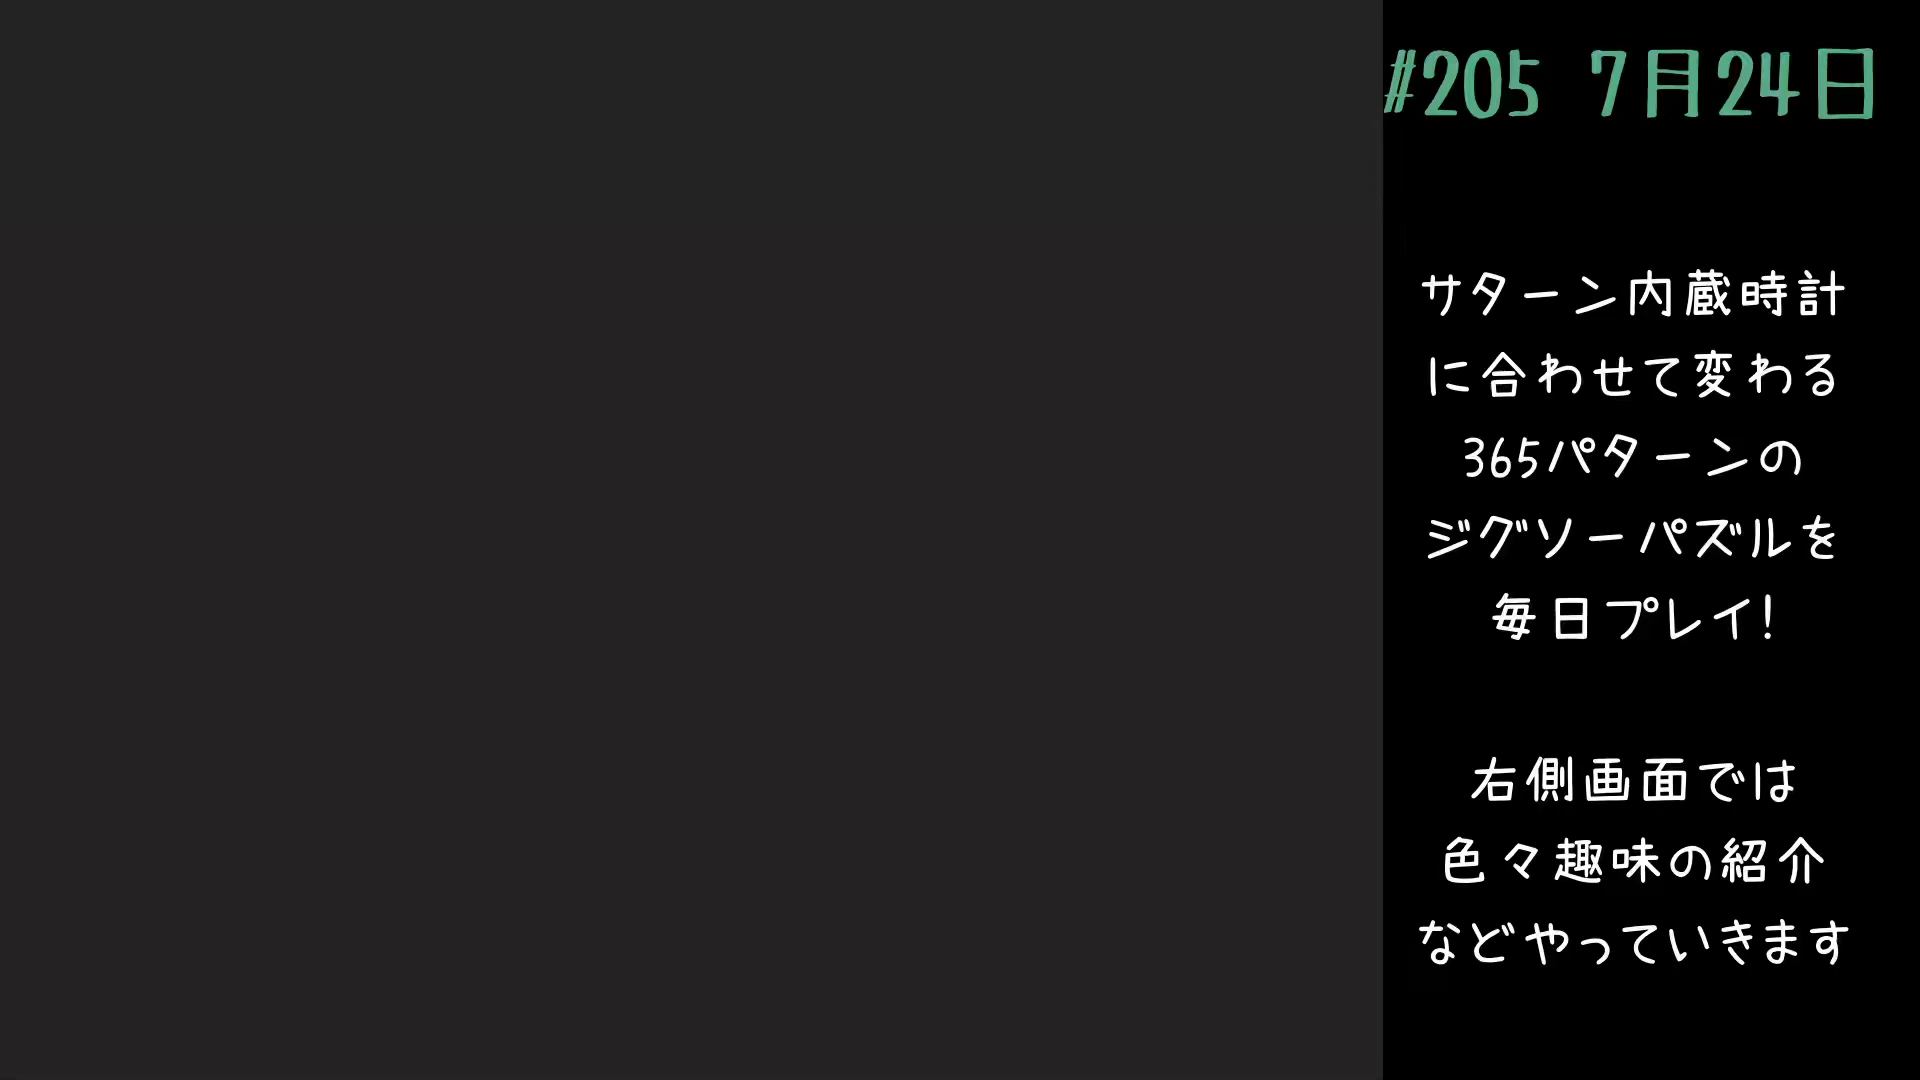 #205 7月24日
サターン内蔵時計
に合わせて変わる
365パターンの
ジグソーパズルを
毎日プレイ!
右側画面では
色々趣味の紹介
などやっていきます